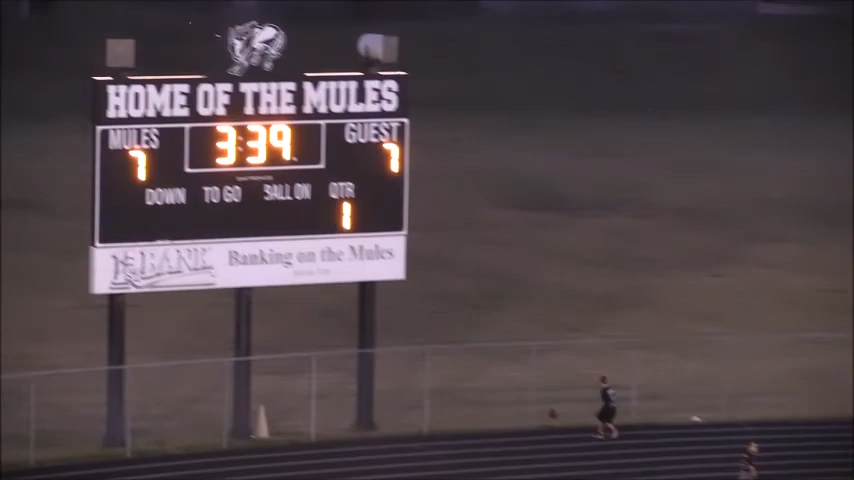 HOME OF THE MULES
MULES 3:39 GUEST
7 7
DOWN TO GO BALL ON QTR
1
BANK Banking on the Mules